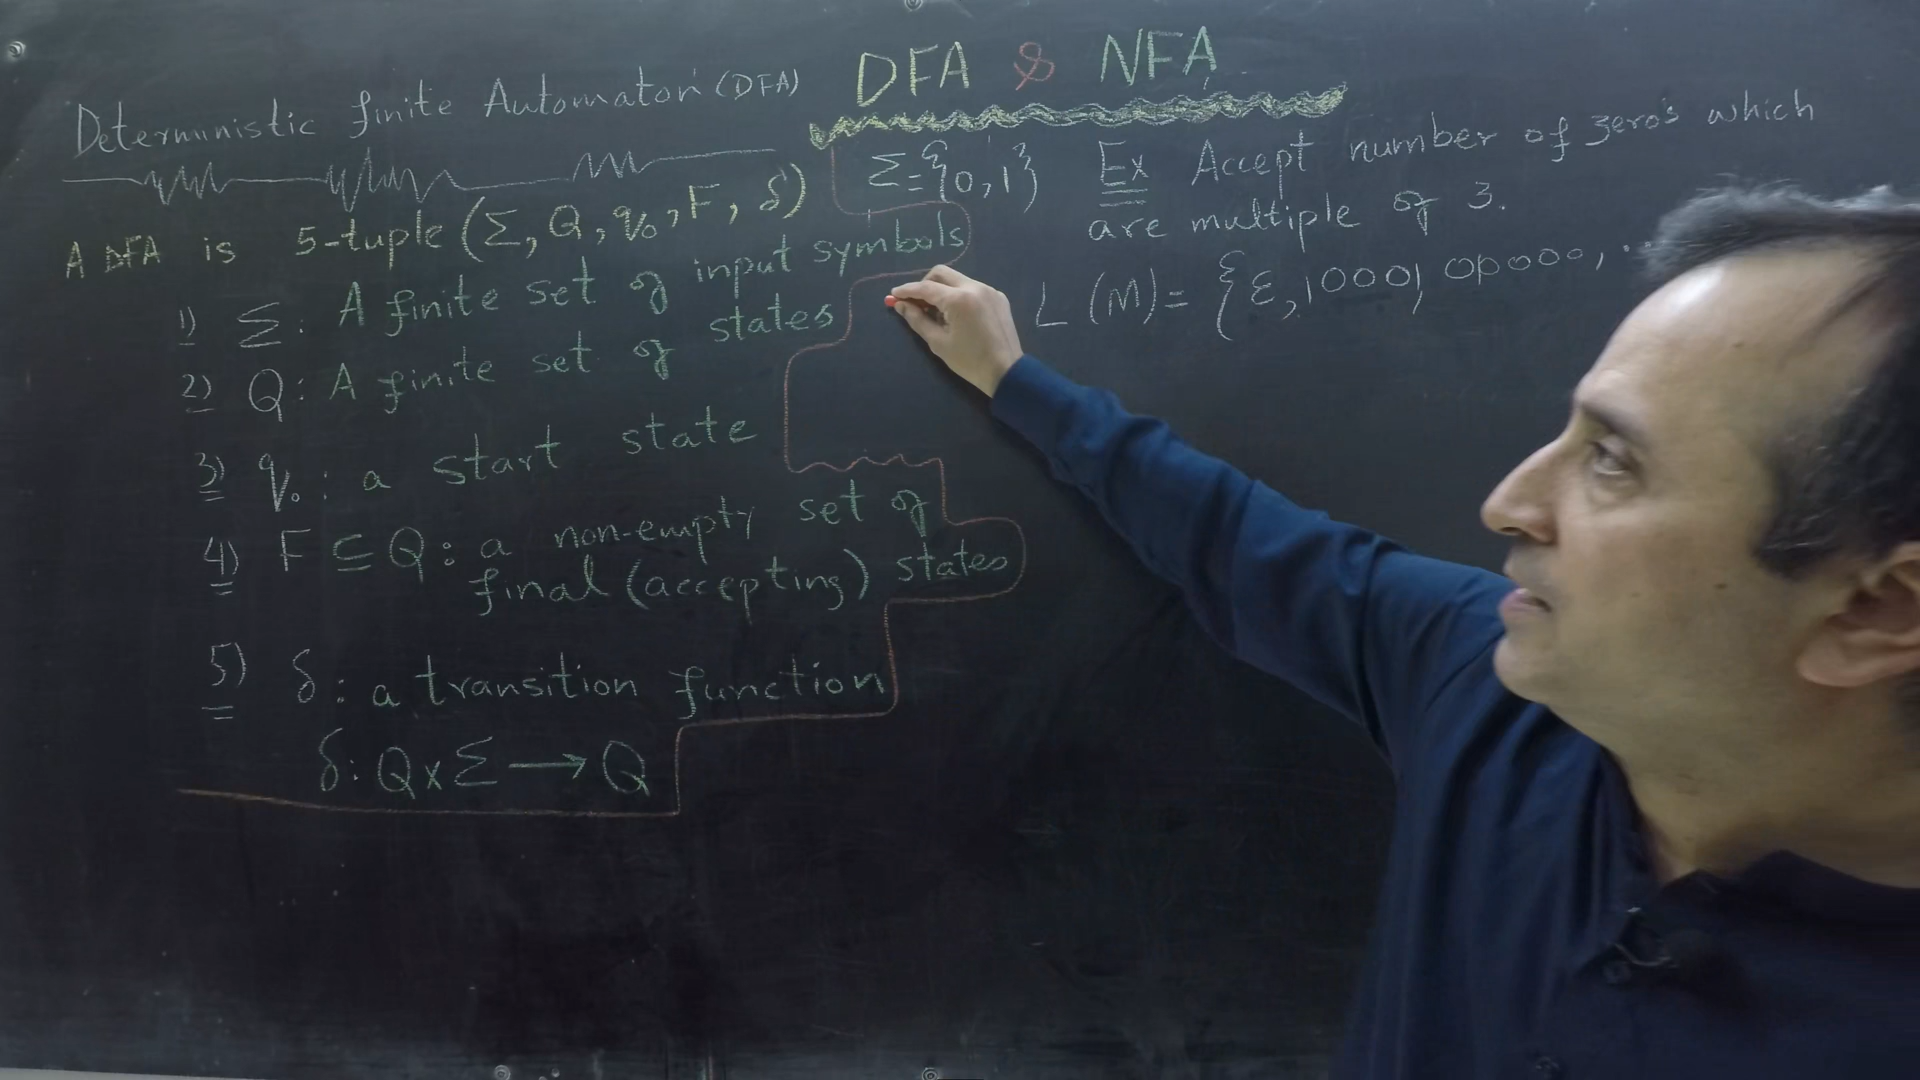 DFA & NFA
Deterministic finite Automaton (DFA)
A DFA is 5-tuple (Σ, Q, q₀, F, δ)
1) Σ: A finite set of input symbols
2) Q: A finite set of states
3) q₀: a start state
4) F ⊆ Q: a non-empty set of
final (accepting) states
5) δ: a transition function
δ: Q x Σ → Q
Σ = {0, 1}
Ex Accept number of zero's which
are multiple of 3.
L (M) = {ε, 1000,